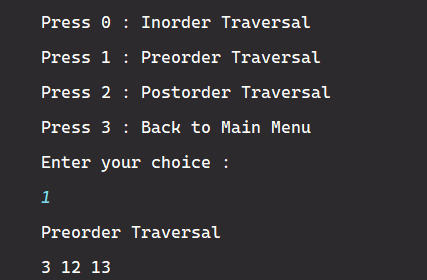 Press 0 : Inorder Traversal
Press 1 : Preorder Traversal
Press 2 : Postorder Traversal
Press 3 : Back to Main Menu
Enter your choice :
1
Preorder Traversal
3 12 13